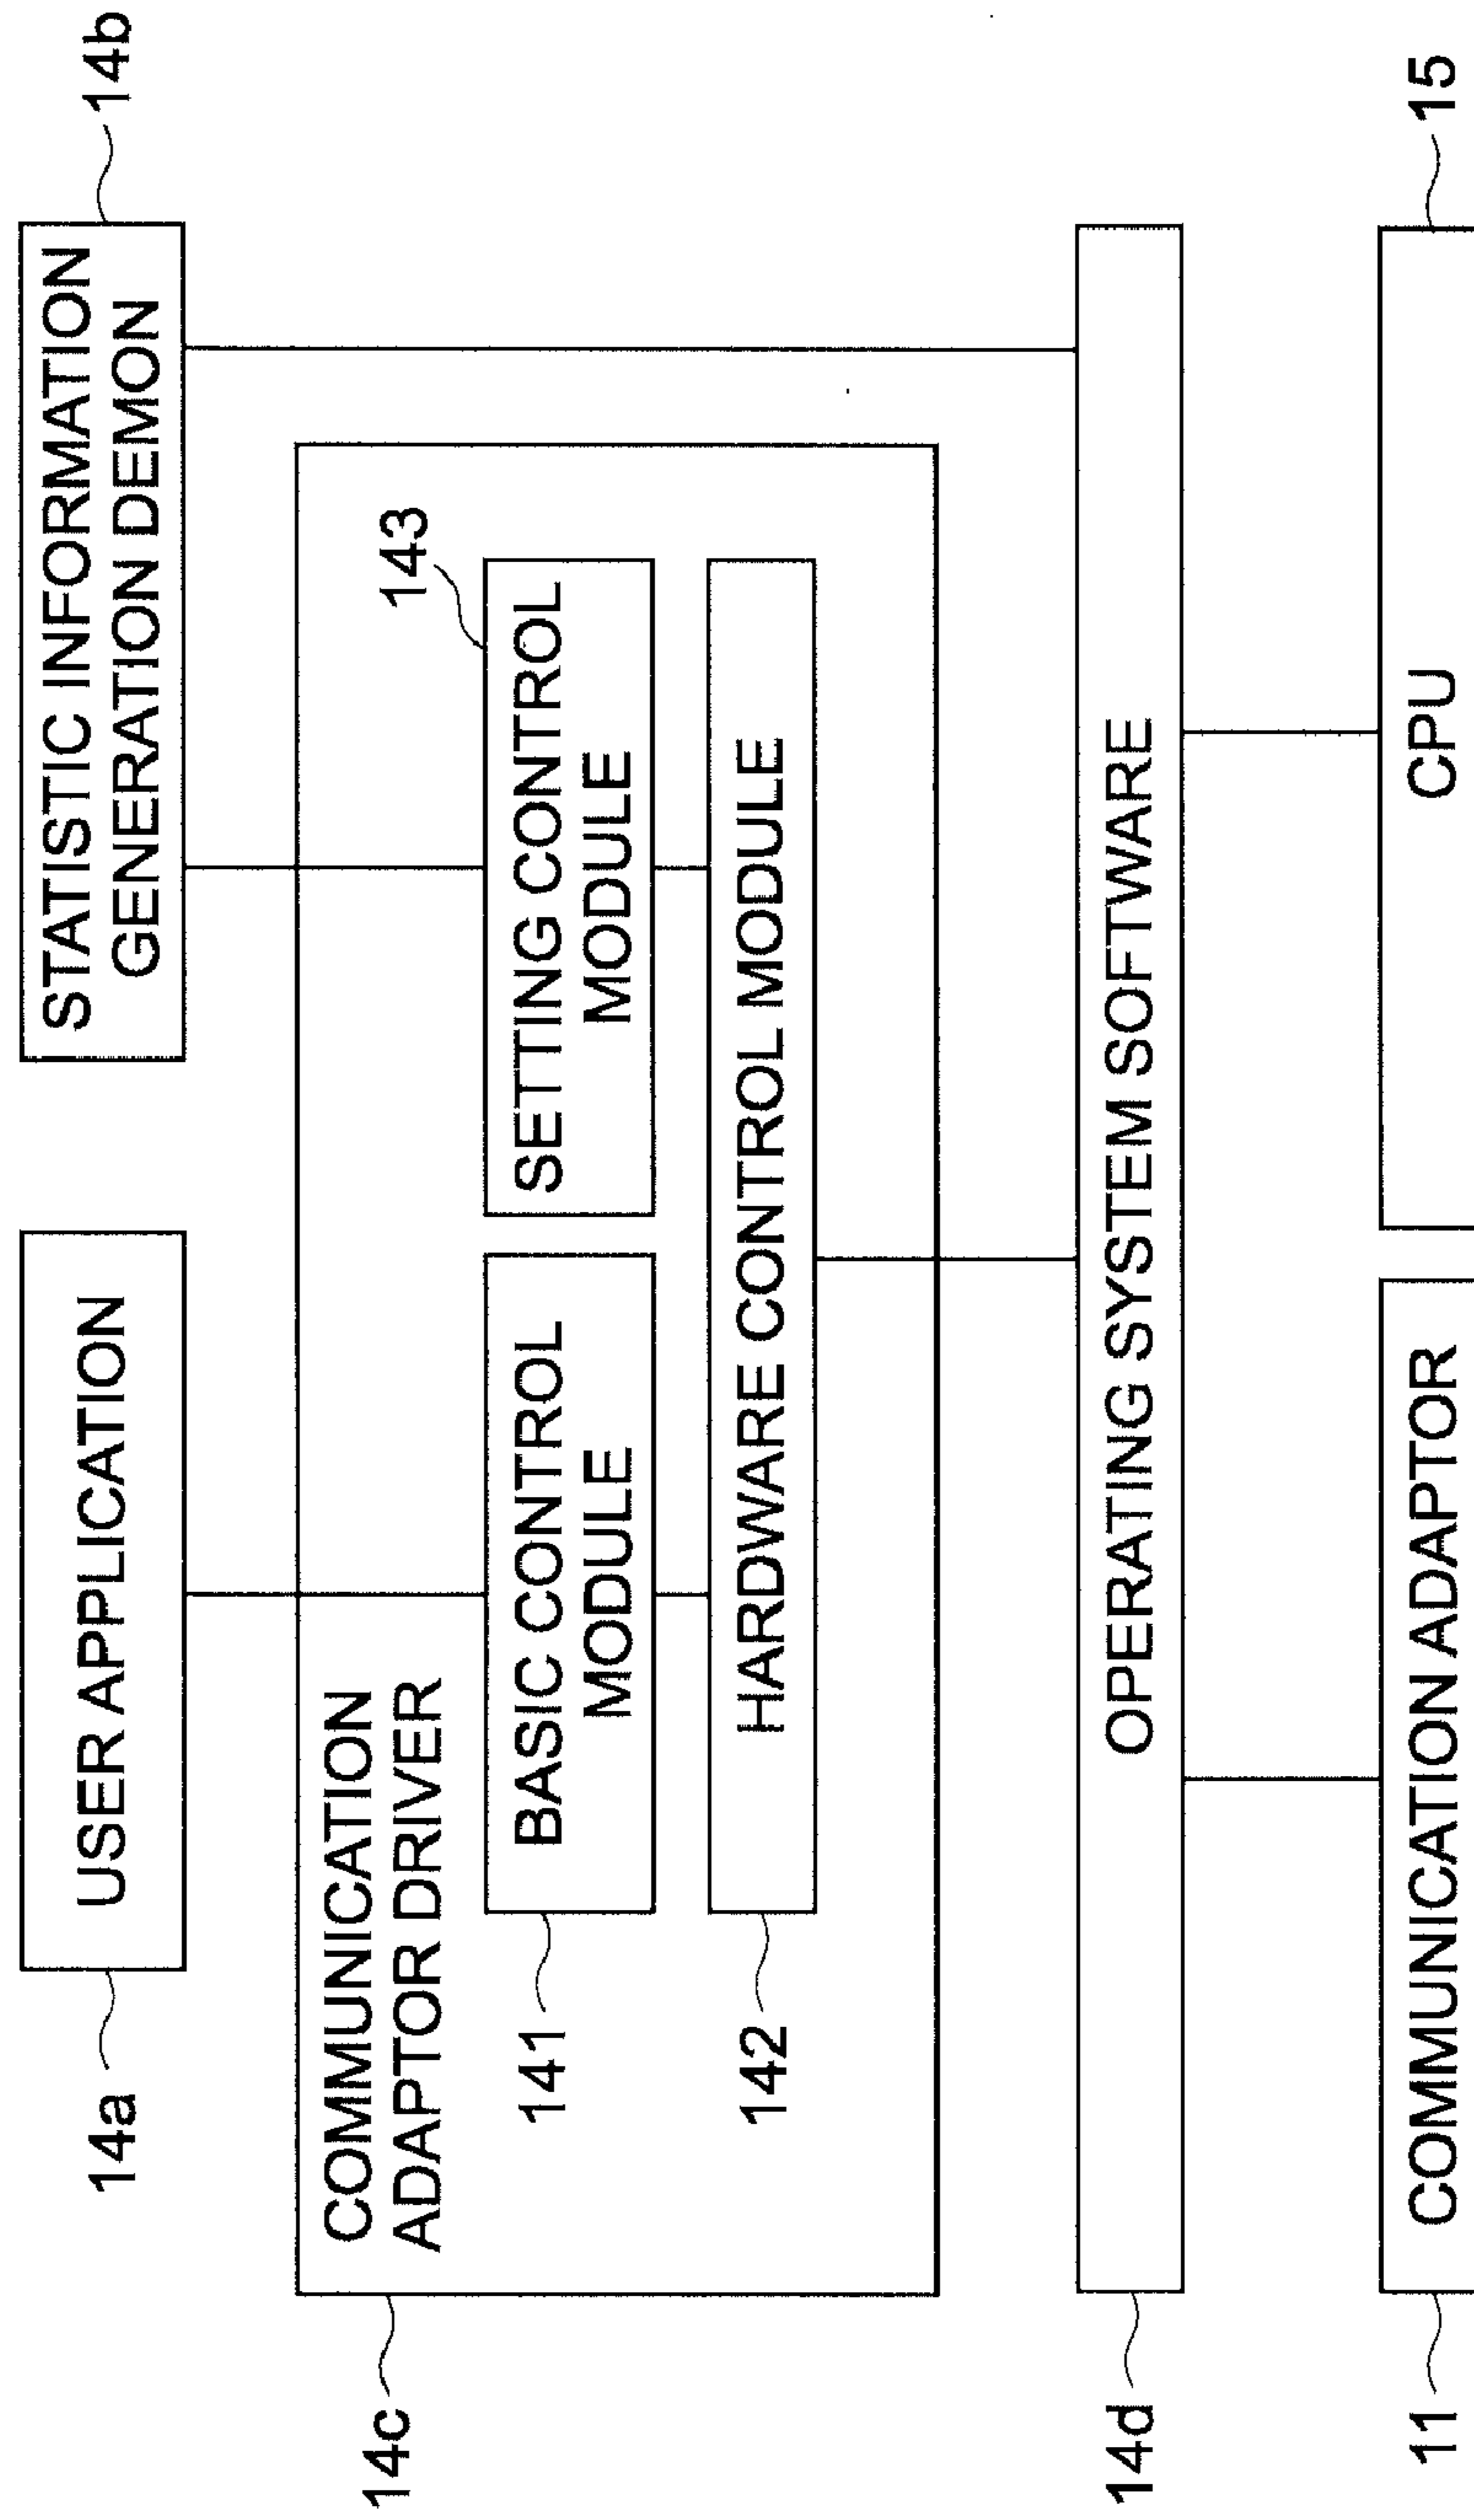 14a
USER APPLICATION
STATISTIC INFORMATION
GENERATION DEMON
14b
14c
COMMUNICATION
ADAPTOR DRIVER
143
141
BASIC CONTROL
MODULE
SETTING CONTROL
MODULE
142
HARDWARE CONTROL MODULE
14d
OPERATING SYSTEM SOFTWARE
11
COMMUNICATION ADAPTOR
CPU
15